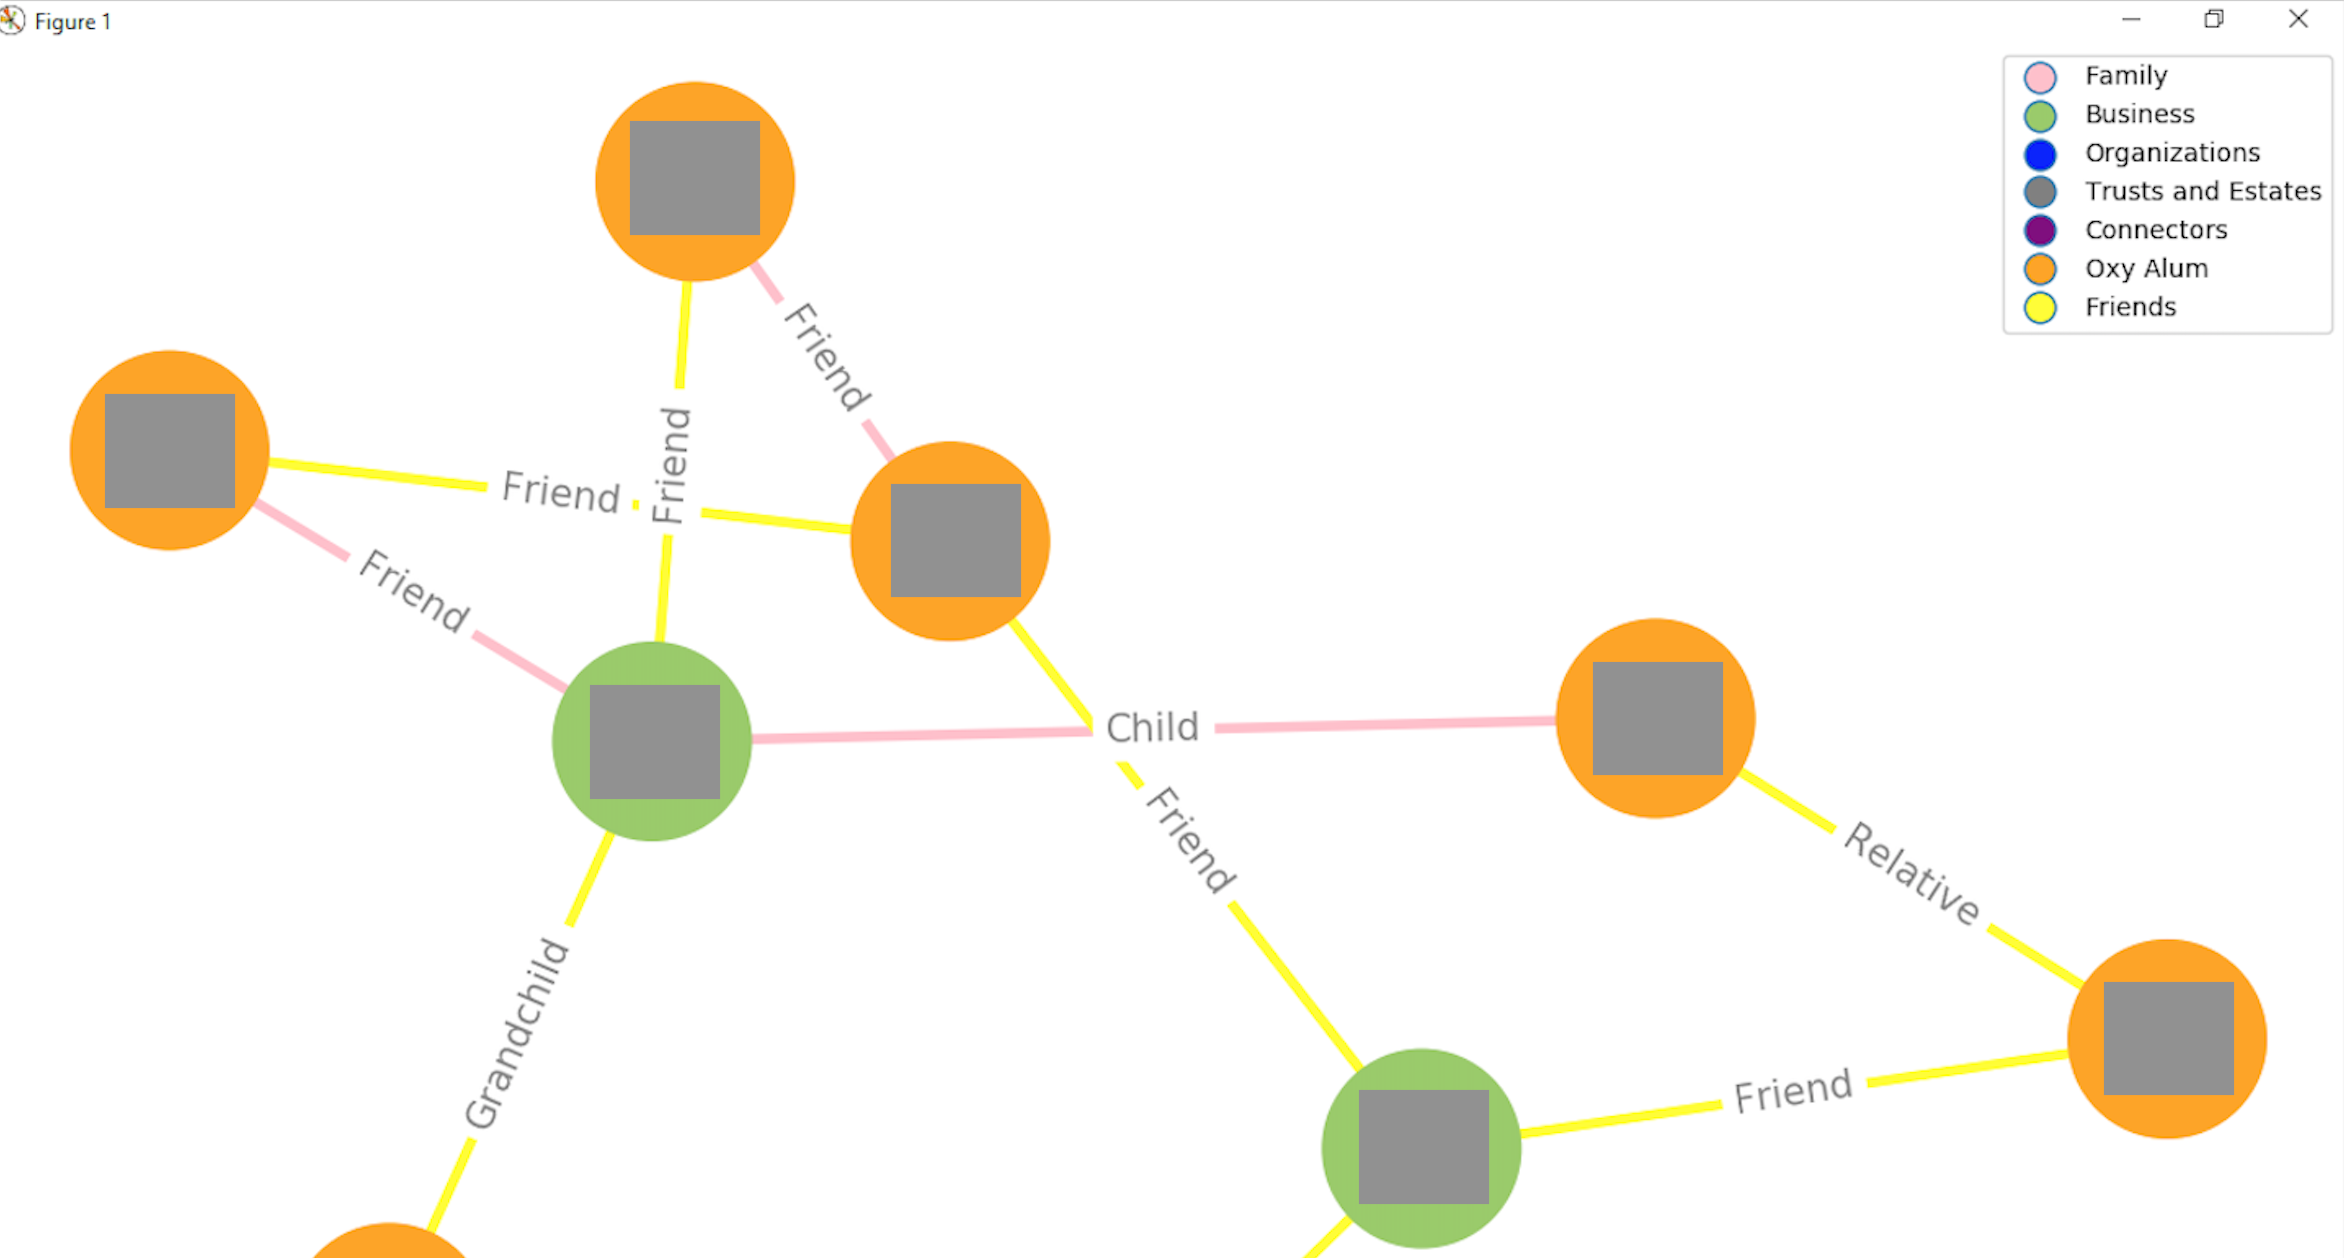 Figure 1
Family
Business
Organizations
Trusts and Estates
Connectors
Oxy Alum
Friends
Friend
Friend
Friend
Friend
Child
Friend
Relative
Grandchild
Friend